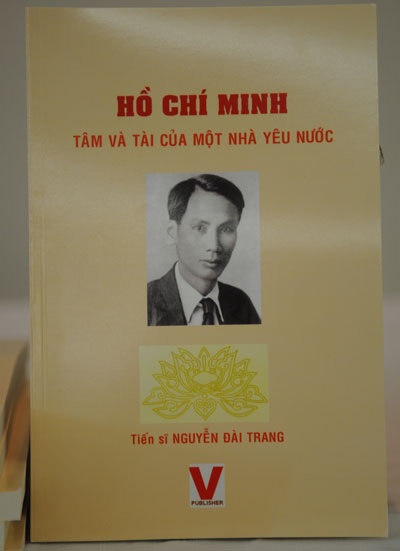 HỒ CHÍ MINH
TÂM VÀ TÀI CỦA MỘT NHÀ YÊU NƯỚC
Tiến sĩ NGUYỄN ĐÀI TRANG
V
PUBLISHER